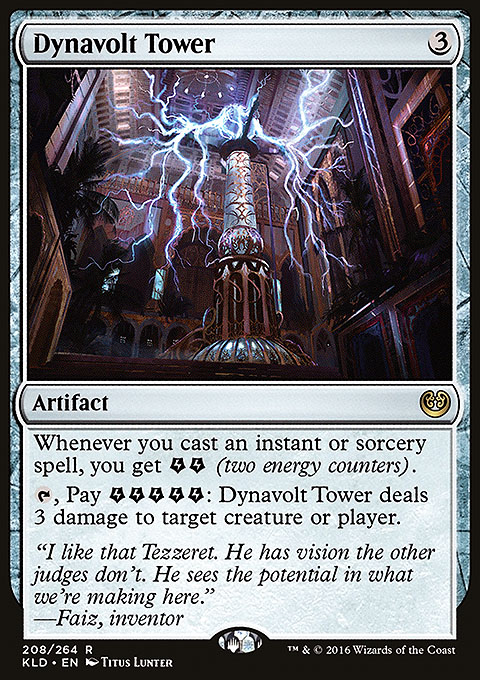 Dynavolt Tower 3
Artifact
Whenever you cast an instant or sorcery
spell, you get (two energy counters).
, Pay : Dynavolt Tower deals
3 damage to target creature or player.
“I like that Tezzeret. He has vision the other
judges don’t. He sees the potential in what
we’re making here.”
—Faiz, inventor
208/264 R
KLD • EN Titus Lunter
™ & © 2016 Wizards of the Coast